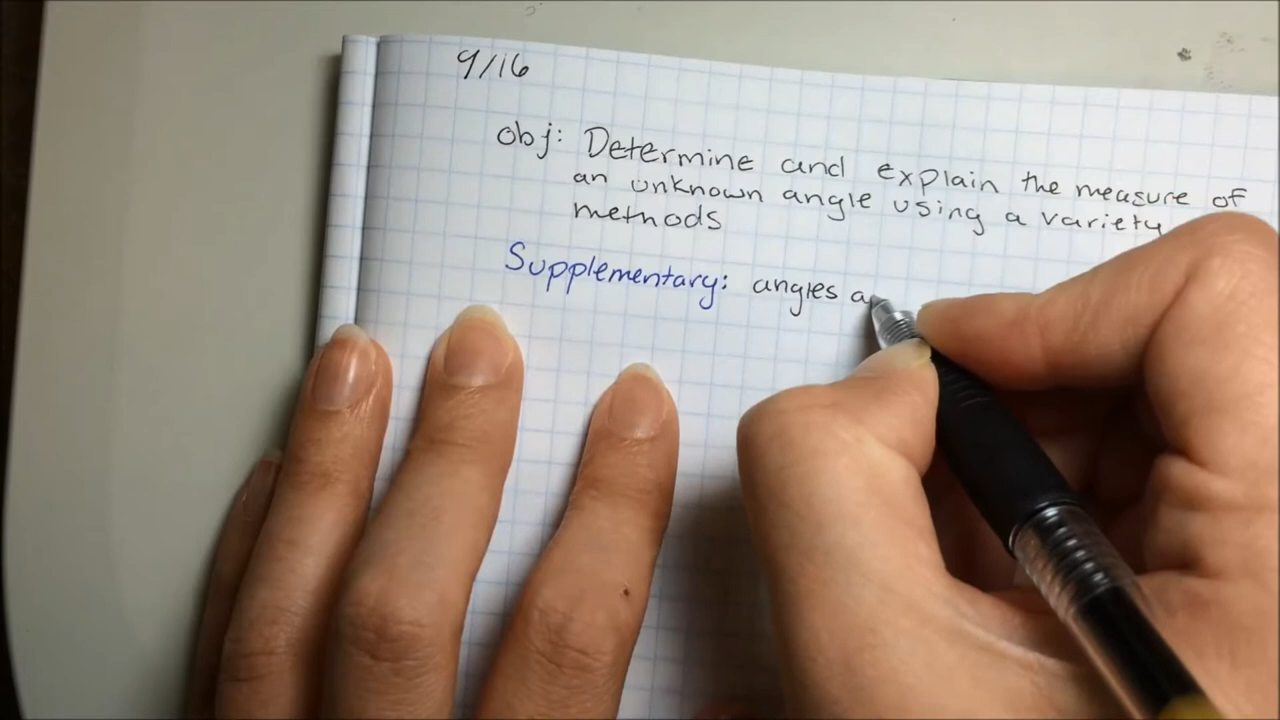 9/16
obj: Determine and explain the measure of
an unknown angle using a variety
methods
Supplementary: angles a